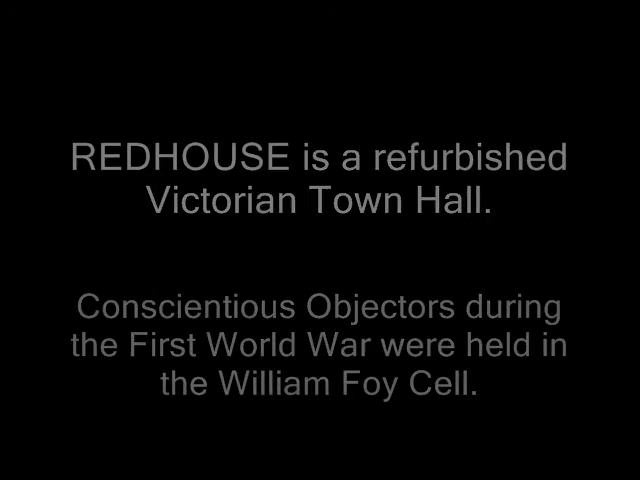 REDHOUSE is a refurbished
Victorian Town Hall.
Conscientious Objectors during
the First World War were held in
the William Foy Cell.